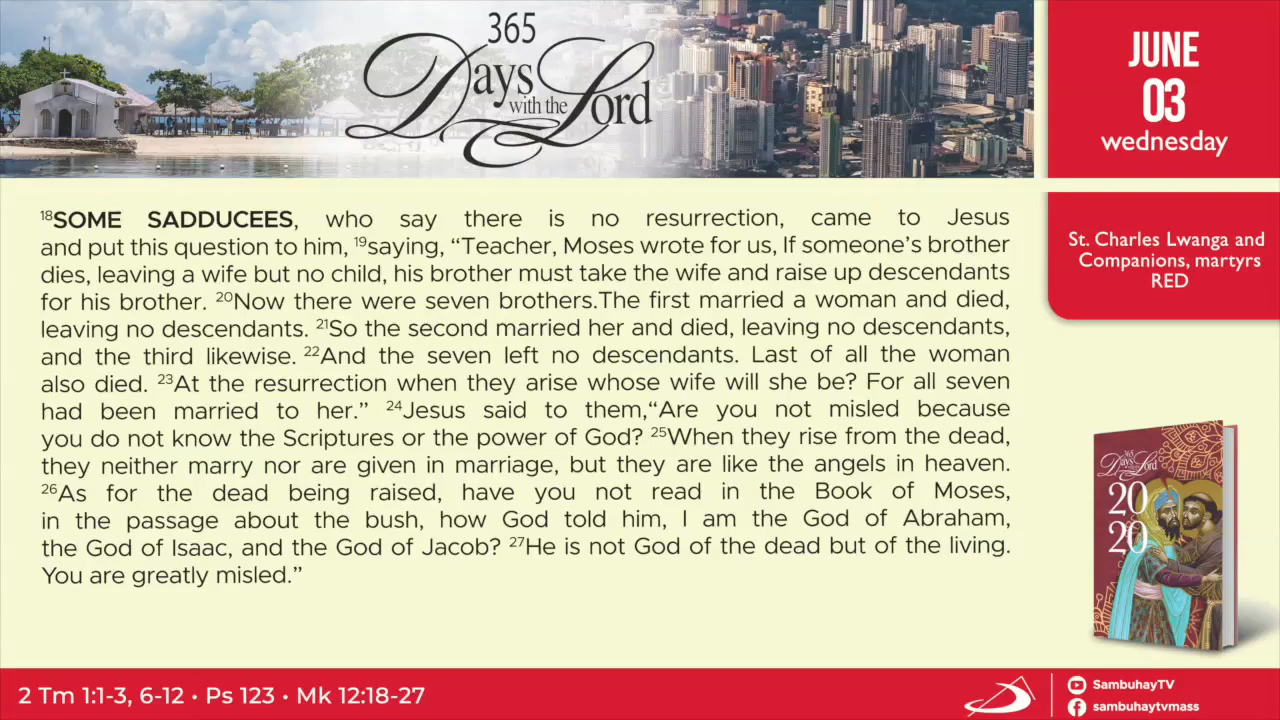 365
Days with the Lord
JUNE
03
wednesday
St. Charles Lwanga and
Companions, martyrs
RED
18SOME SADDUCEES, who say there is no resurrection, came to Jesus
and put this question to him, 19saying, “Teacher, Moses wrote for us, If someone’s brother
dies, leaving a wife but no child, his brother must take the wife and raise up descendants
for his brother. 20Now there were seven brothers.The first married a woman and died,
leaving no descendants. 21So the second married her and died, leaving no descendants,
and the third likewise. 22And the seven left no descendants. Last of all the woman
also died. 23At the resurrection when they arise whose wife will she be? For all seven
had been married to her.” 24Jesus said to them,“Are you not misled because
you do not know the Scriptures or the power of God? 25When they rise from the dead,
they neither marry nor are given in marriage, but they are like the angels in heaven.
26As for the dead being raised, have you not read in the Book of Moses,
in the passage about the bush, how God told him, I am the God of Abraham,
the God of Isaac, and the God of Jacob? 27He is not God of the dead but of the living.
You are greatly misled.”
365
Days with the Lord
20
20
2 Tm 1:1-3, 6-12 • Ps 123 • Mk 12:18-27
SambuhayTV
sambuhaytvmass